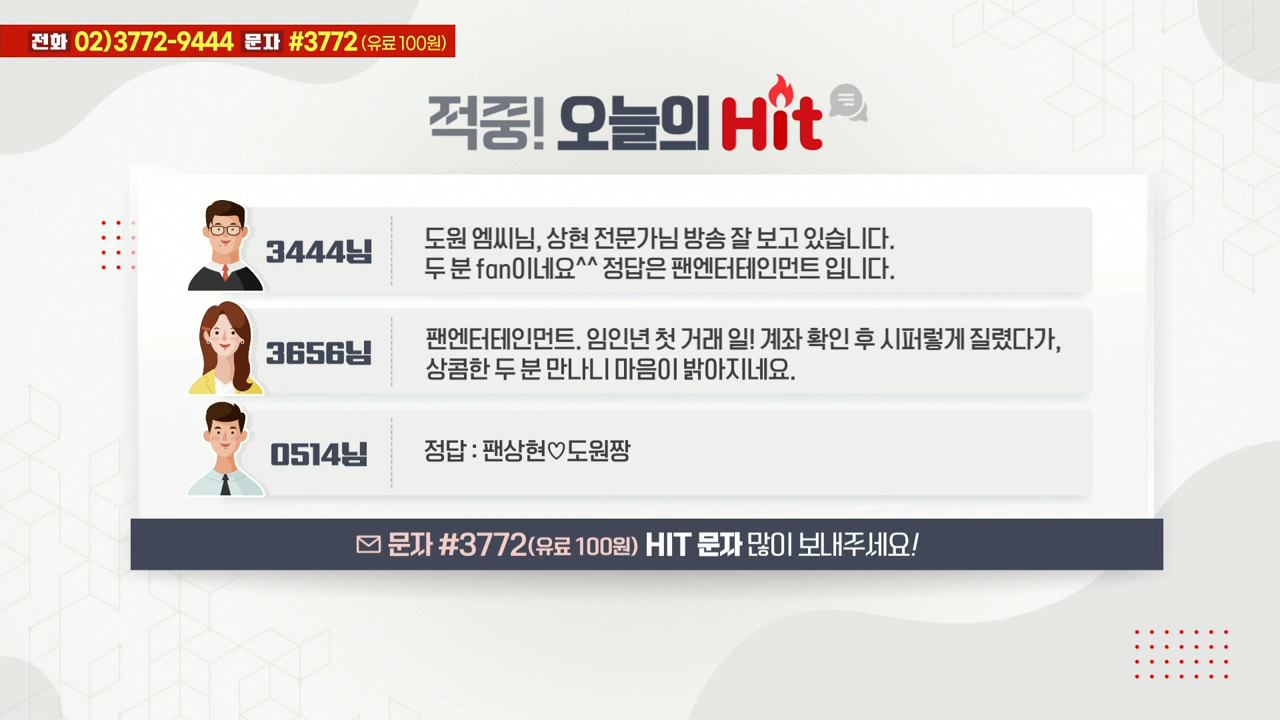 전화 02)3772-9444 문자 #3772 (유료 100원)
적중! 오늘의 Hit
3444님
도원 엠씨님, 상현 전문가님 방송 잘 보고 있습니다.
두 분 fan이네요^^ 정답은 팬엔터테인먼트 입니다.
3656님
팬엔터테인먼트. 임인년 첫 거래 일! 계좌 확인 후 시퍼렇게 질렸다가,
상콤한 두 분 만나니 마음이 밝아지네요.
0514님
정답 : 팬상현♡도원짱
문자 #3772(유료 100원) HIT 문자 많이 보내주세요!